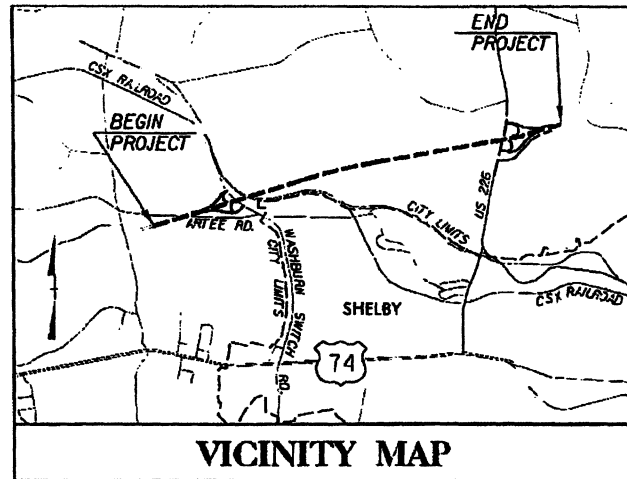 END
PROJECT
CSX RAILROAD
BEGIN
PROJECT
US 226
CITY LIMITS
ARTEE RD.
WASHBURN SWITCH RD.
CITY LIMITS
SHELBY
CSX RAILROAD
74
VICINITY MAP